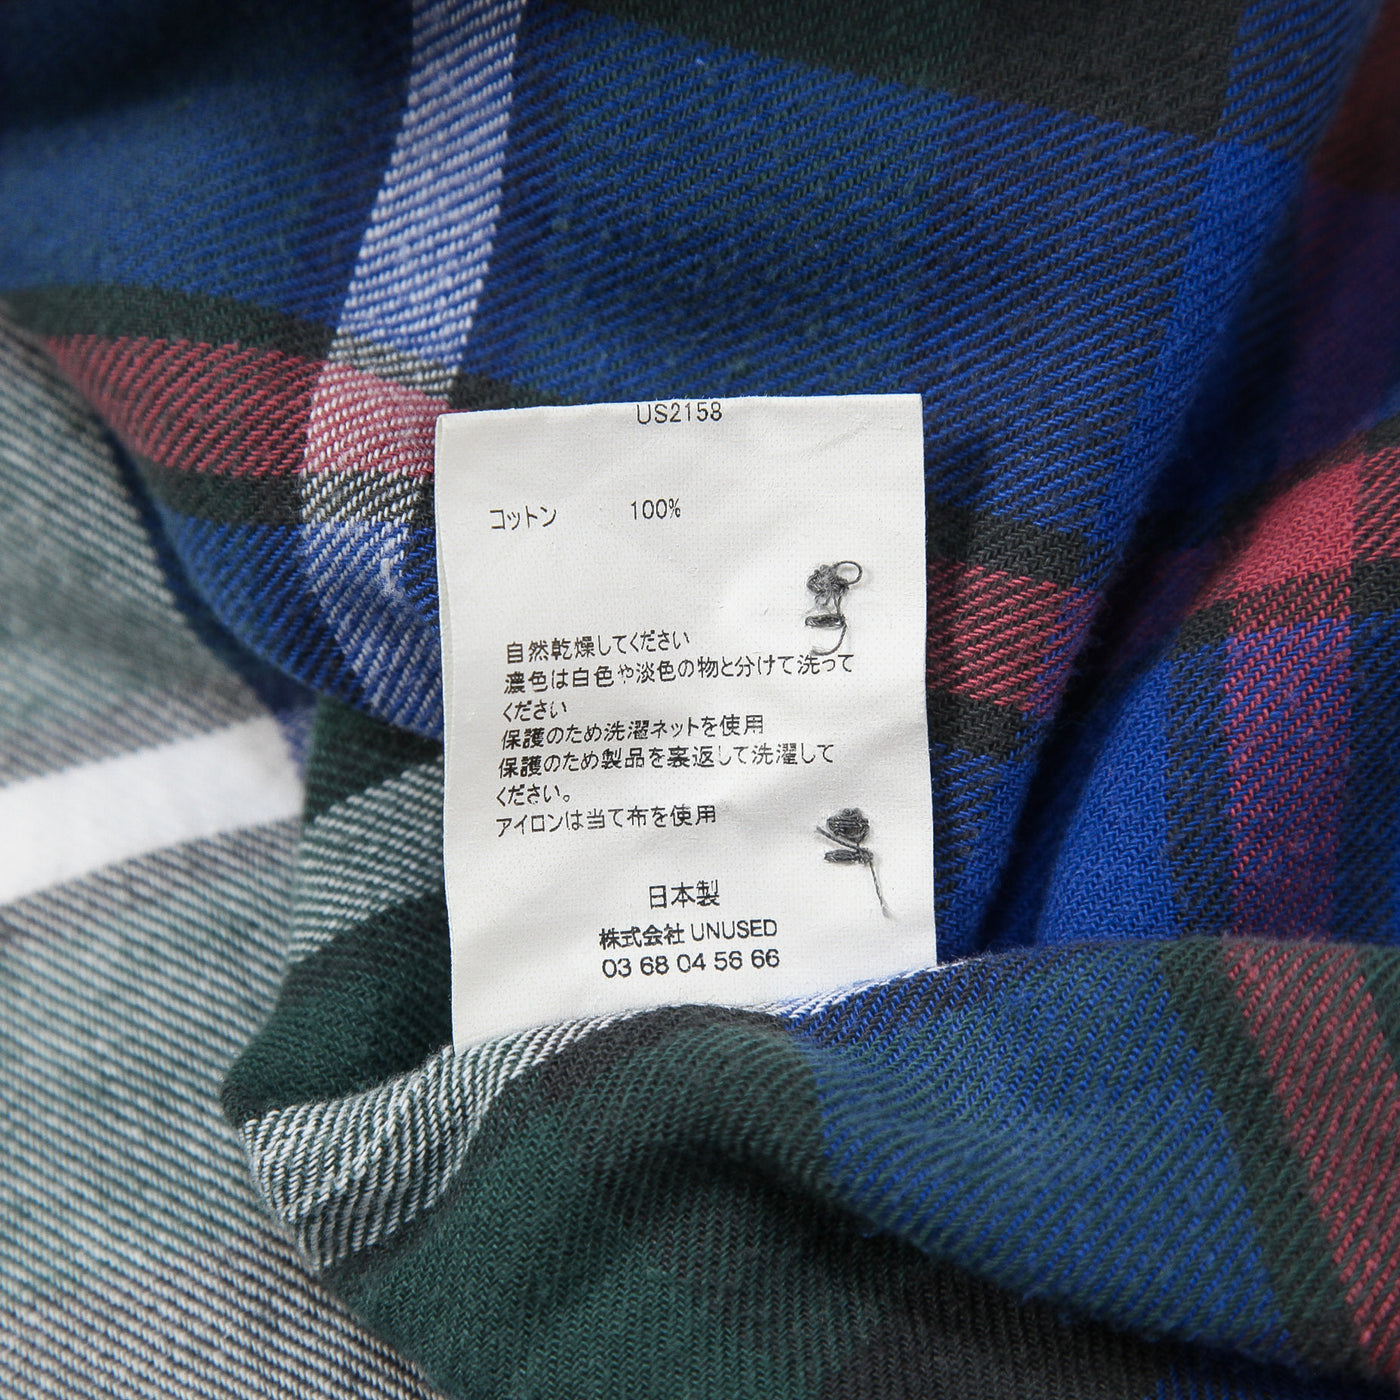 US2158
コットン 100%
自然乾燥してください
濃色は白色や淡色の物と分けて洗って
ください
保護のため洗濯ネットを使用
保護のため製品を裏返して洗濯して
ください。
アイロンは当て布を使用
日本製
株式会社 UNUSED
03 68 04 56 66